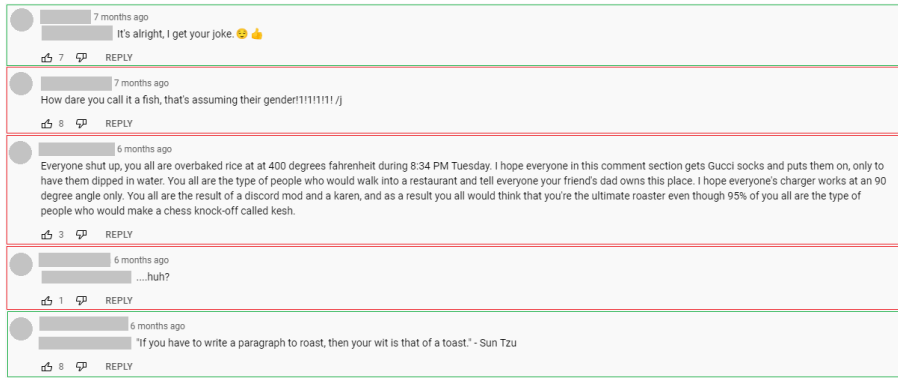 7 months ago
It's alright, I get your joke.😌👍
7 REPLY
7 months ago
How dare you call it a fish, that's assuming their gender!1!1!1!1! /j
8 REPLY
6 months ago
Everyone shut up, you all are overbaked rice at at 400 degrees fahrenheit during 8:34 PM Tuesday. I hope everyone in this comment section gets Gucci socks and puts them on, only to
have them dipped in water. You all are the type of people who would walk into a restaurant and tell everyone your friend's dad owns this place. I hope everyone's charger works at an 90
degree angle only. You all are the result of a discord mod and a karen, and as a result you all would think that you're the ultimate roaster even though 95% of you all are the type of
people who would make a chess knock-off called kesh.
3 REPLY
6 months ago
....huh?
1 REPLY
6 months ago
"If you have to write a paragraph to roast, then your wit is that of a toast." - Sun Tzu
8 REPLY